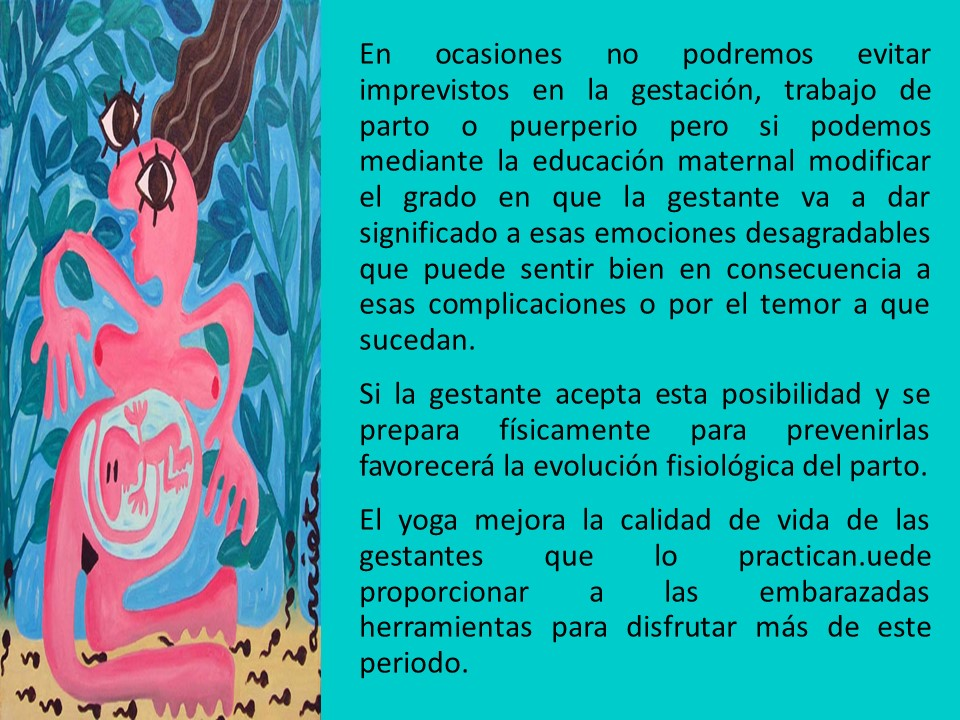 En ocasiones no podremos evitar
imprevistos en la gestación, trabajo de
parto o puerperio pero si podemos
mediante la educación maternal modificar
el grado en que la gestante va a dar
significado a esas emociones desagradables
que puede sentir bien en consecuencia a
esas complicaciones o por el temor a que
sucedan.
Si la gestante acepta esta posibilidad y se
prepara físicamente para prevenirlas
favorecerá la evolución fisiológica del parto.
El yoga mejora la calidad de vida de las
gestantes que lo practican.uede
proporcionar a las embarazadas
herramientas para disfrutar más de este
periodo.